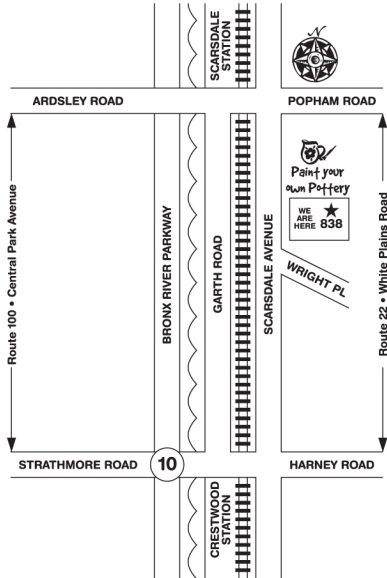 SCARSDALE
STATION
N
ARDSLEY ROAD
POPHAM ROAD
Paint your
own Pottery
WE
ARE
HERE
838
Route 100 • Central Park Avenue
BRONX RIVER PARKWAY
GARTH ROAD
SCARSDALE AVENUE
WRIGHT PL
Route 22 • White Plains Road
STRATHMORE ROAD
10
HARNEY ROAD
CRESTWOOD
STATION